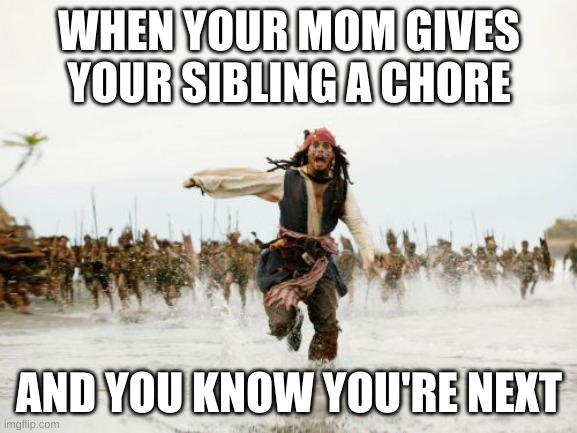 WHEN YOUR MOM GIVES
YOUR SIBLING A CHORE
AND YOU KNOW YOU'RE NEXT
imgflip.com